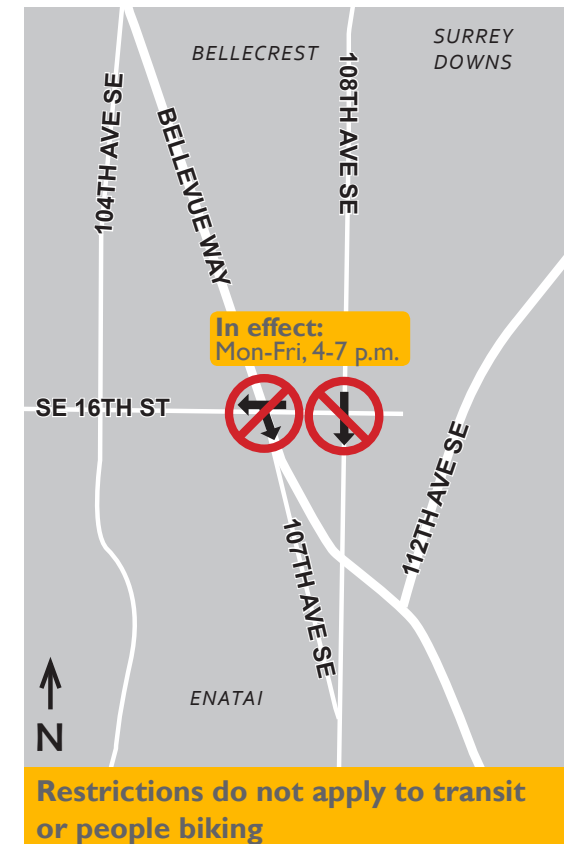 BELLECREST
SURREY
DOWNS
104TH AVE SE
BELLEVUE WAY
108TH AVE SE
In effect:
Mon-Fri, 4-7 p.m.
SE 16TH ST
112TH AVE SE
107TH AVE SE
ENATAI
N
Restrictions do not apply to transit
or people biking